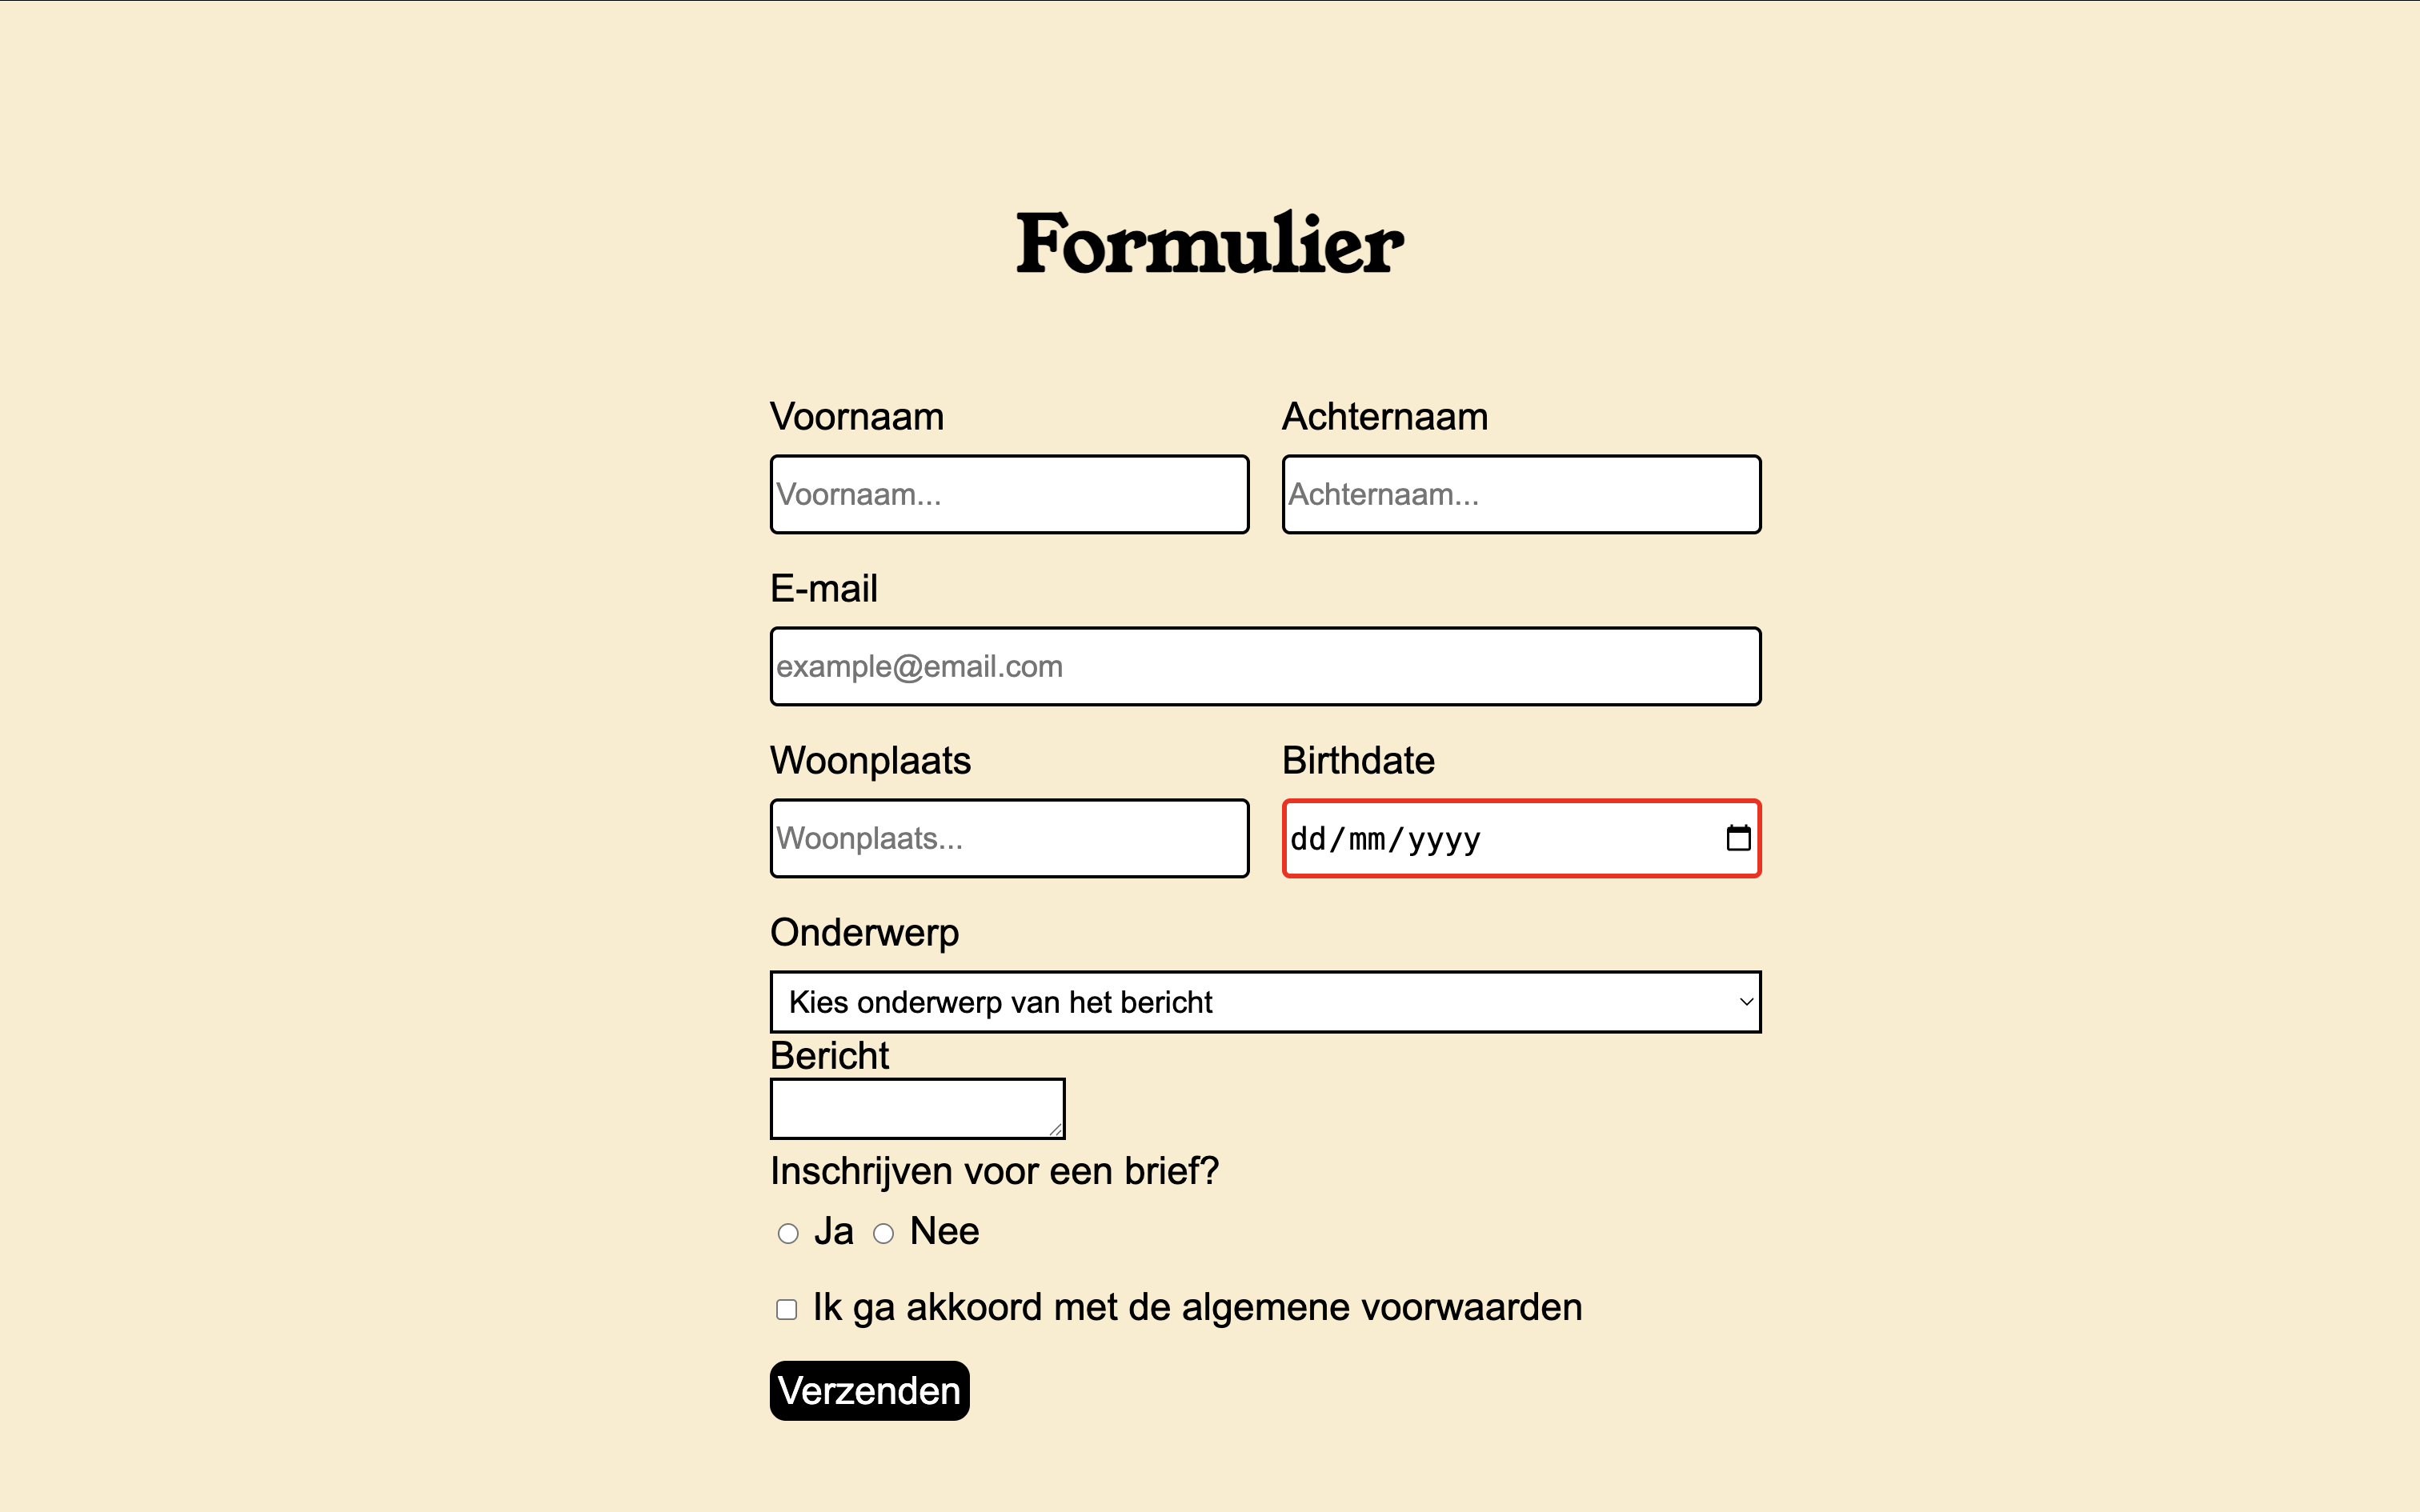 Formulier
Voornaam Achternaam
Voornaam... Achternaam...
E-mail
example@email.com
Woonplaats Birthdate
Woonplaats... dd/mm/yyyy
Onderwerp
Kies onderwerp van het bericht
Bericht
Inschrijven voor een brief?
Ja Nee
Ik ga akkoord met de algemene voorwaarden
Verzenden